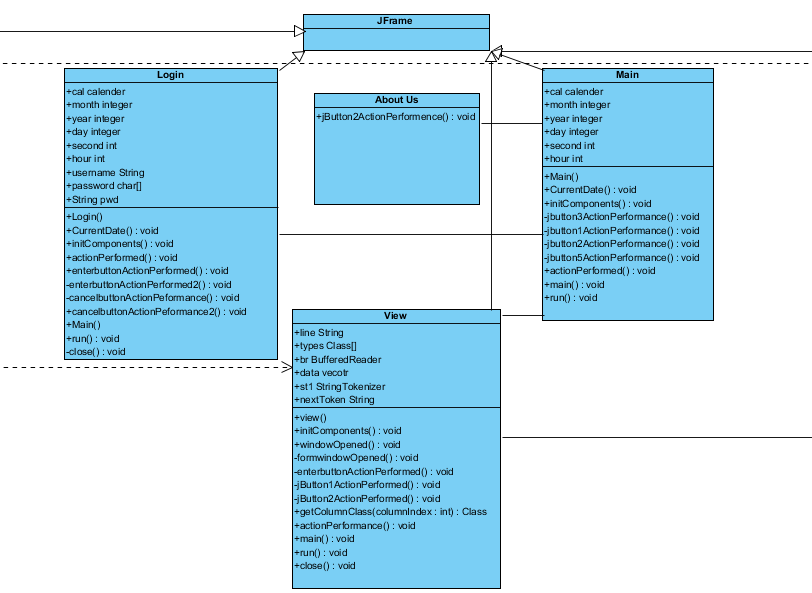 JFrame
Login
+cal calender
+month integer
+year integer
+day integer
+second int
+hour int
+username String
+password char[]
+String pwd
+Login()
+CurrentDate() : void
+initComponents() : void
+actionPerformed() : void
+enterbuttonActionPerformed() : void
-enterbuttonActionPerformed2() : void
-cancelbuttonActionPeformance() : void
+cancelbuttonActionPeformance2() : void
+Main()
+run() : void
-close() : void
About Us
+jButton2ActionPerformence() : void
Main
+cal calender
+month integer
+year integer
+day integer
+second int
+hour int
+Main()
+CurrentDate() : void
+initComponents() : void
-jbutton3ActionPerformance() : void
-jbutton1ActionPerformance() : void
-jbutton2ActionPerformance() : void
-jbutton5ActionPerformance() : void
+actionPerformed() : void
+main() : void
+run() : void
View
+line String
+types Class[]
+br BufferedReader
+data vecotr
+st1 StringTokenizer
+nextToken String
+view()
+initComponents() : void
+windowOpened() : void
-formwindowOpened() : void
-enterbuttonActionPerformed() : void
-jButton1ActionPerformed() : void
-jButton2ActionPerformed() : void
+getColumnClass(columnIndex : int) : Class
+actionPerformance() : void
+main() : void
+run() : void
+close() : void